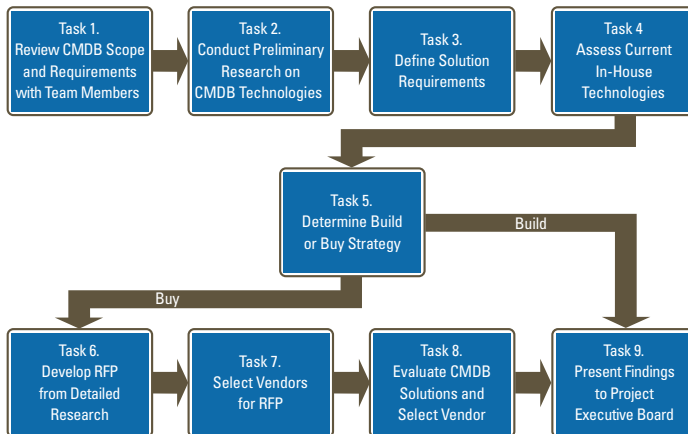 Task 1.
Review CMDB Scope
and Requirements
with Team Members
Task 2.
Conduct Preliminary
Research on
CMDB Technologies
Task 3.
Define Solution
Requirements
Task 4
Assess Current
In-House
Technologies
Task 5.
Determine Build
or Buy Strategy
Build
Buy
Task 6.
Develop RFP
from Detailed
Research
Task 7.
Select Vendors
for RFP
Task 8.
Evaluate CMDB
Solutions and
Select Vendor
Task 9.
Present Findings
to Project
Executive Board